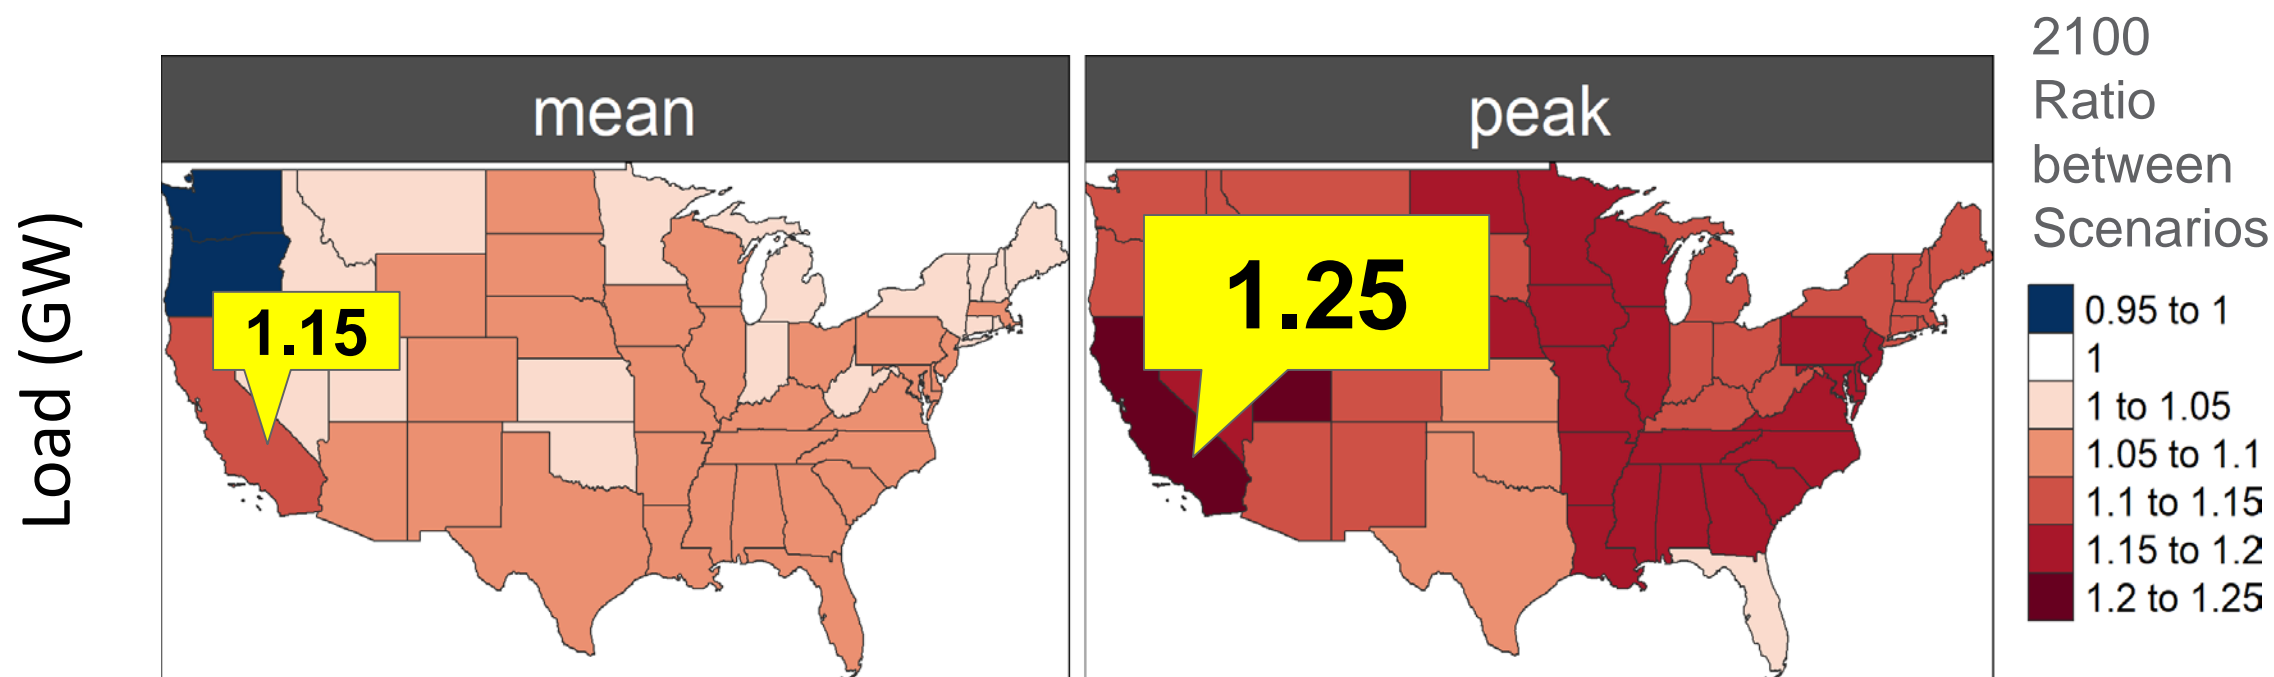 Load (GW)
mean
1.15
peak
1.25
2100
Ratio
between
Scenarios
0.95 to 1
1
1 to 1.05
1.05 to 1.1
1.1 to 1.15
1.15 to 1.2
1.2 to 1.25